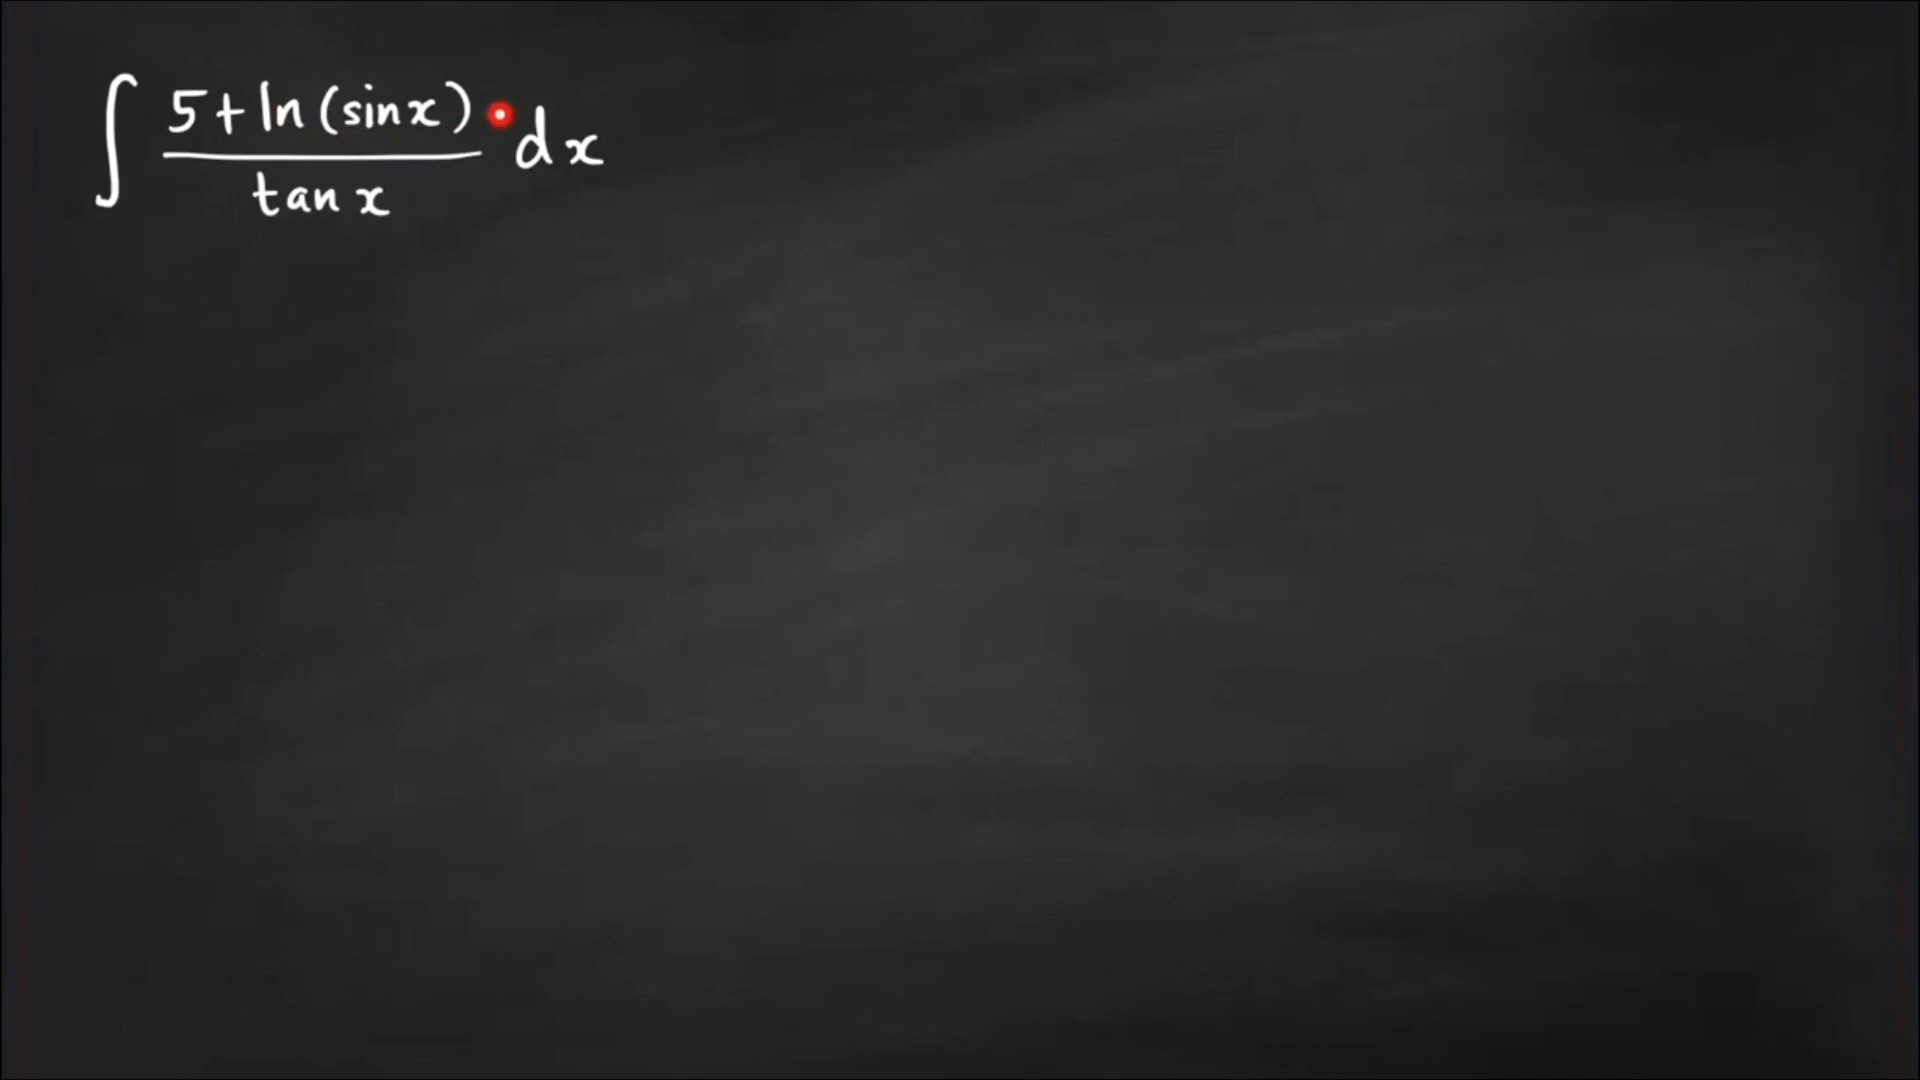 ∫ (5 + ln (sin x)) / (tan x) dx